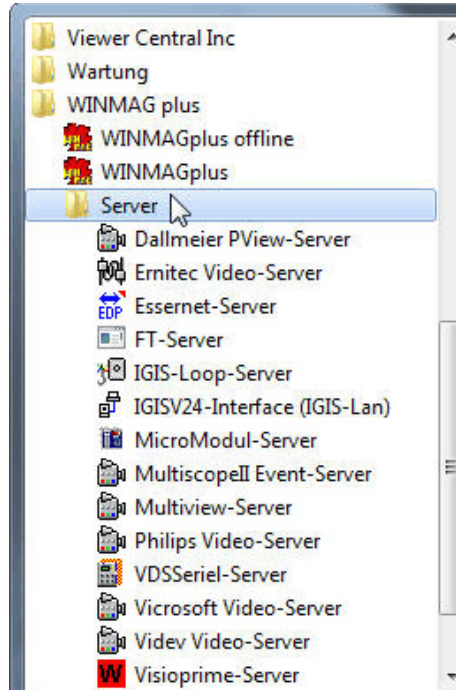 Viewer Central Inc
Wartung
WINMAG plus
WINMAGplus offline
WINMAGplus
Server
Dallmeier PView-Server
Ernitec Video-Server
EDP Essernet-Server
FT-Server
IGIS-Loop-Server
IGISV24-Interface (IGIS-Lan)
MicroModul-Server
MultiscopeII Event-Server
Multiview-Server
Philips Video-Server
VDSSeriel-Server
Vicrosoft Video-Server
Videv Video-Server
W Visioprime-Server